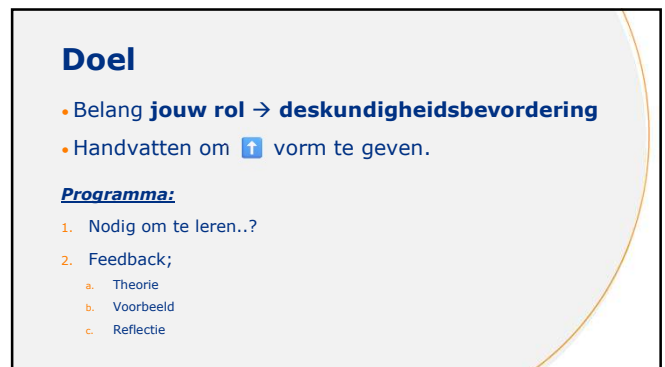 Doel
• Belang jouw rol → deskundigheidsbevordering
• Handvatten om ⬆️ vorm te geven.
Programma:
1. Nodig om te leren..?
2. Feedback;
a. Theorie
b. Voorbeeld
c. Reflectie